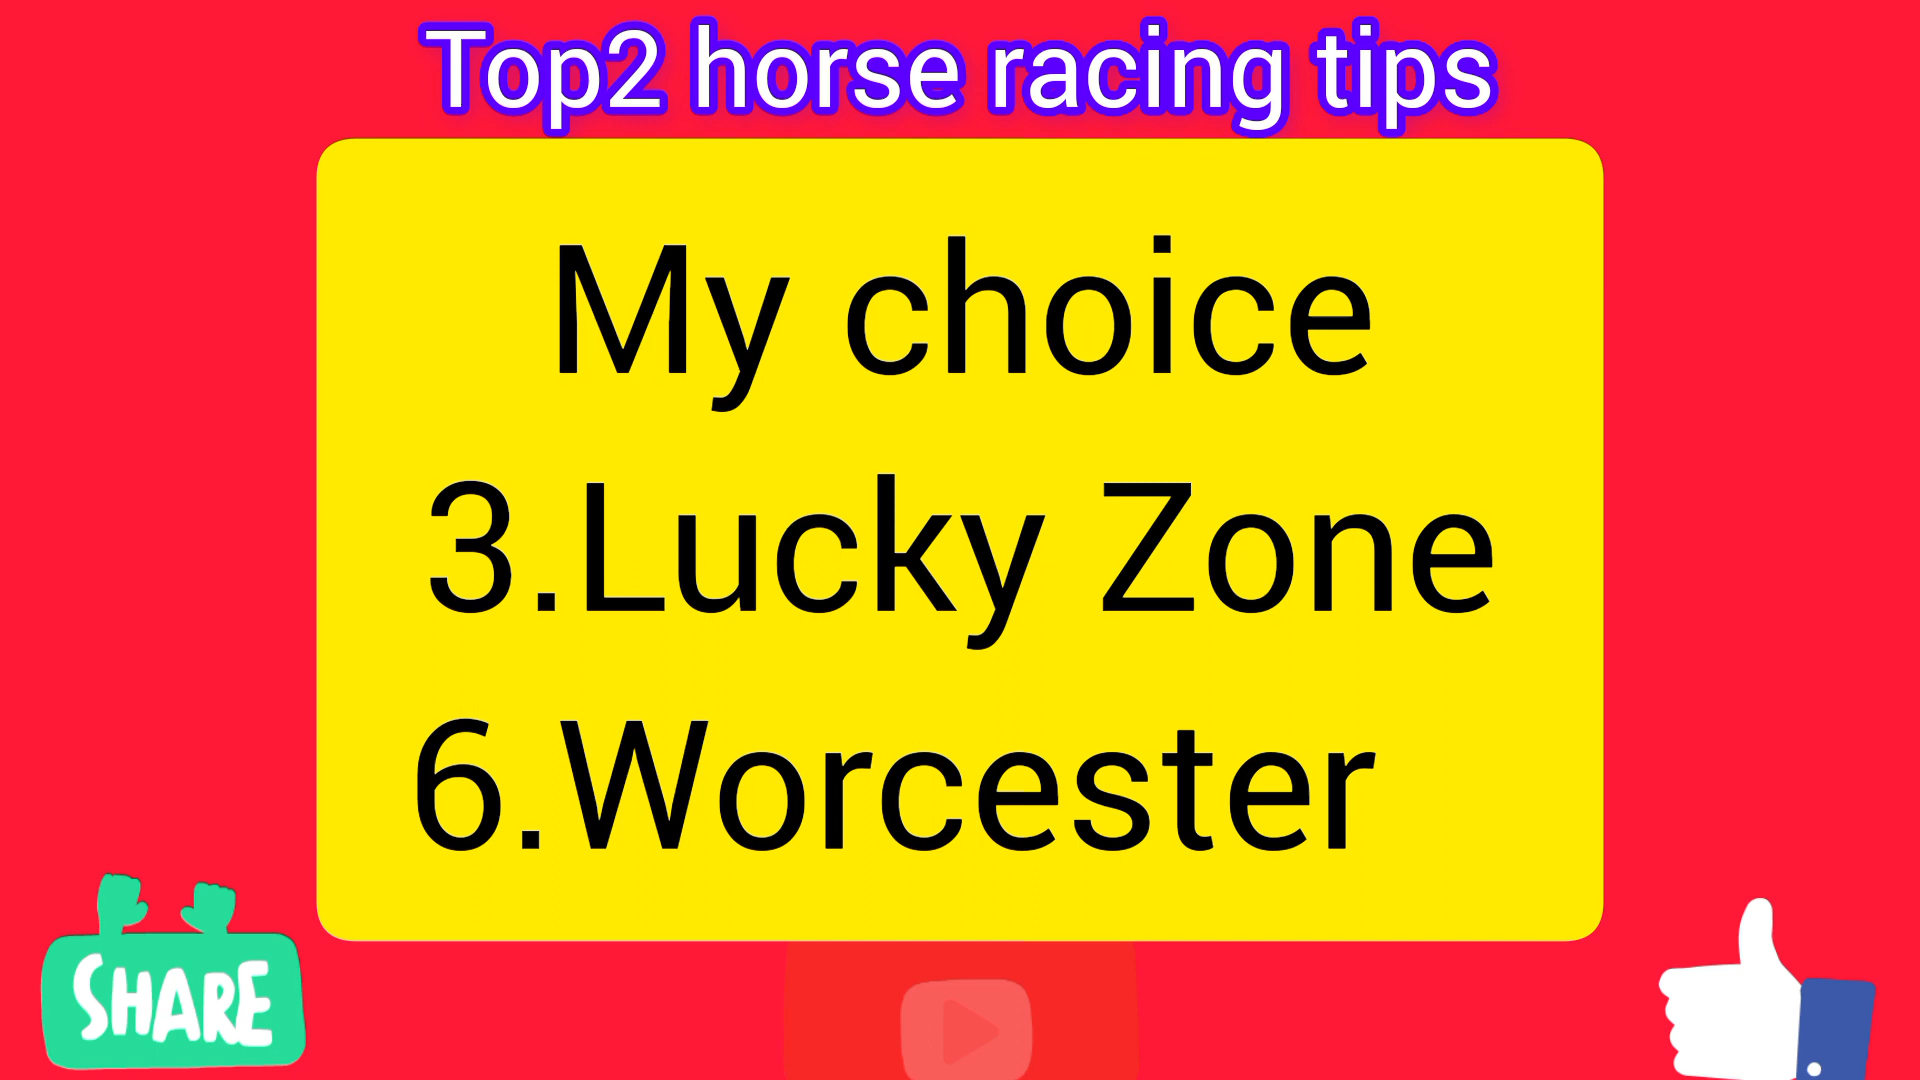 Top2 horse racing tips
My choice
3.Lucky Zone
6.Worcester
SHARE